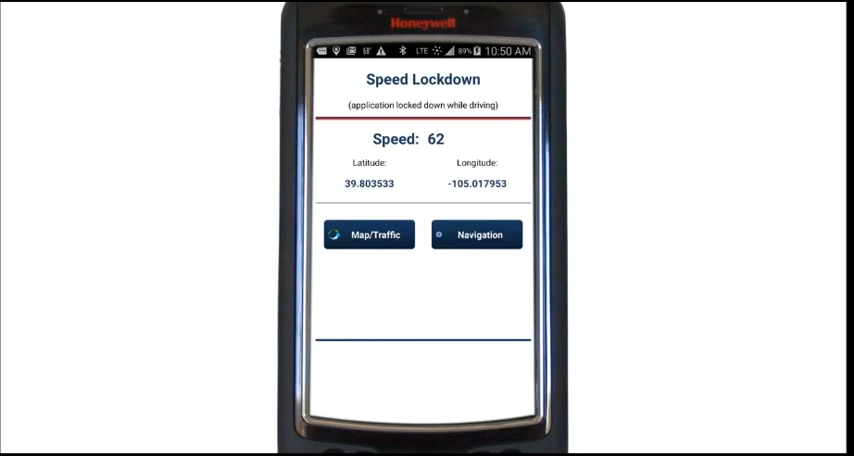 Honeywell
68° LTE 89% 10:50 AM
Speed Lockdown
(application locked down while driving)
Speed: 62
Latitude: Longitude:
39.803533 -105.017953
Map/Traffic Navigation